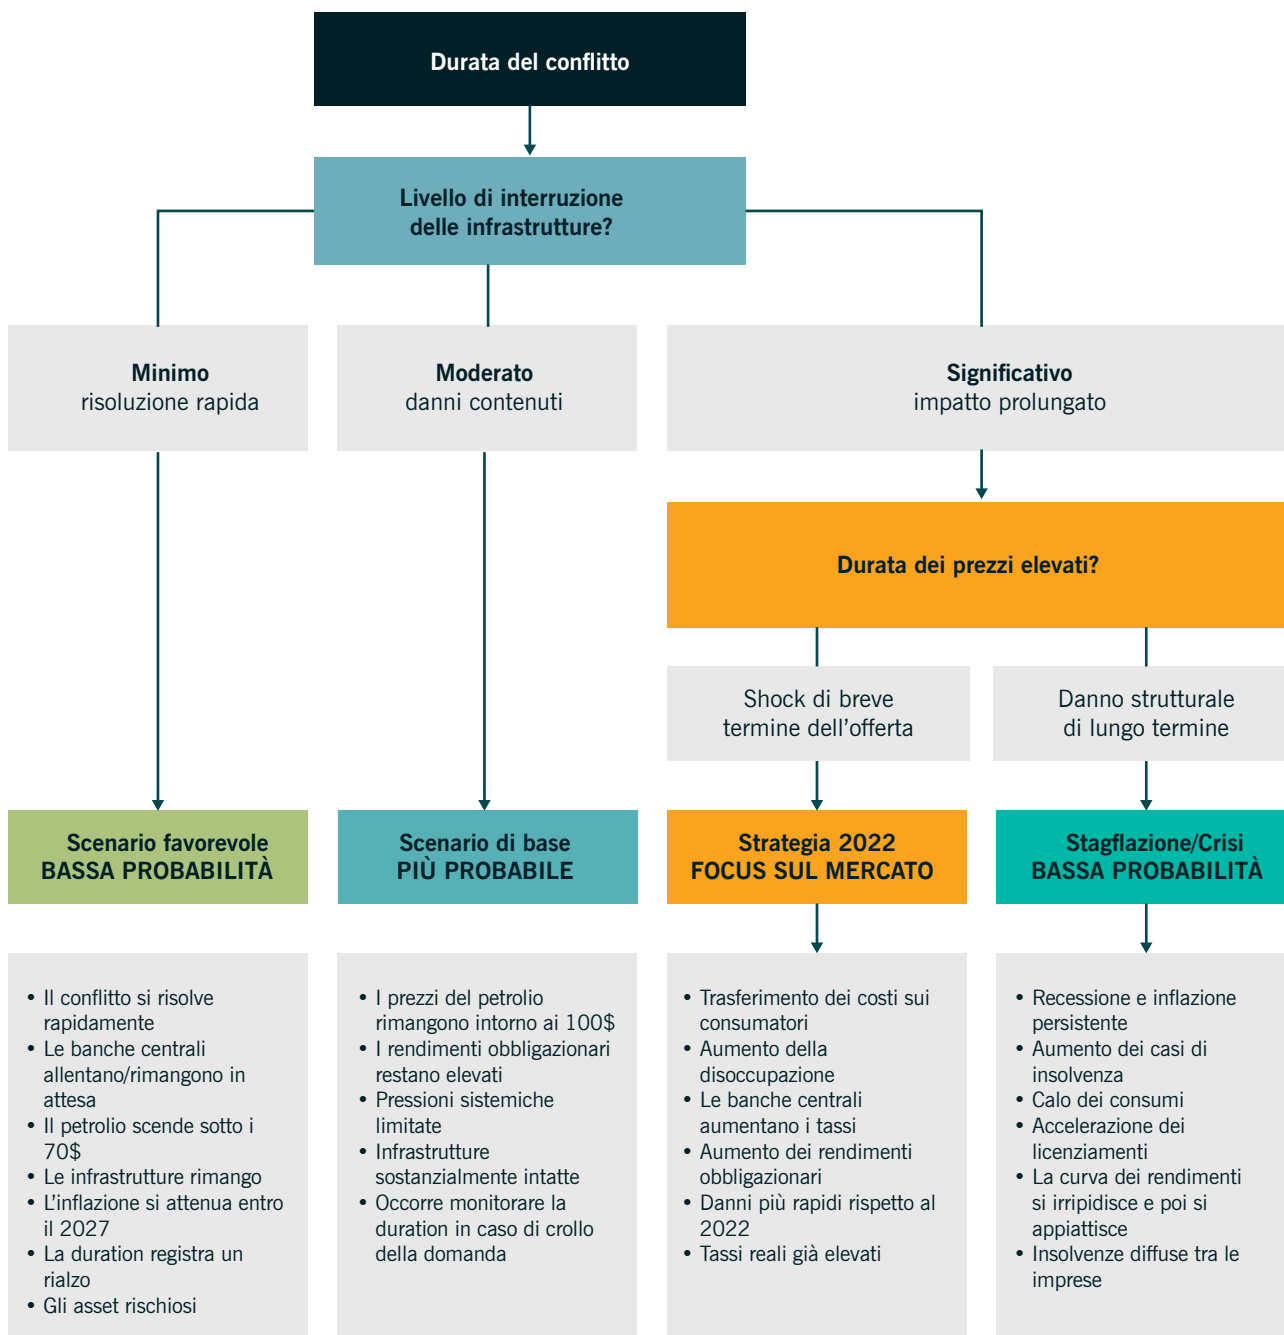 Durata del conflitto
Livello di interruzione
delle infrastrutture?
Minimo
risoluzione rapida
Moderato
danni contenuti
Significativo
impatto prolungato
Durata dei prezzi elevati?
Shock di breve
termine dell’offerta
Danno strutturale
di lungo termine
Scenario favorevole
BASSA PROBABILITÀ
Scenario di base
PIÙ PROBABILE
Strategia 2022
FOCUS SUL MERCATO
Stagflazione/Crisi
BASSA PROBABILITÀ
• Il conflitto si risolve
rapidamente
• Le banche centrali
allentano/rimangono in
attesa
• Il petrolio scende sotto i
70$
• Le infrastrutture rimango
• L’inflazione si attenua entro
il 2027
• La duration registra un
rialzo
• Gli asset rischiosi
• I prezzi del petrolio
rimangono intorno ai 100$
• I rendimenti obbligazionari
restano elevati
• Pressioni sistemiche
limitate
• Infrastrutture
sostanzialmente intatte
• Occorre monitorare la
duration in caso di crollo
della domanda
• Trasferimento dei costi sui
consumatori
• Aumento della
disoccupazione
• Le banche centrali
aumentano i tassi
• Aumento dei rendimenti
obbligazionari
• Danni più rapidi rispetto al
2022
• Tassi reali già elevati
• Recessione e inflazione
persistente
• Aumento dei casi di
insolvenza
• Calo dei consumi
• Accelerazione dei
licenziamenti
• La curva dei rendimenti
si irripidisce e poi si
appiattisce
• Insolvenze diffuse tra le
imprese